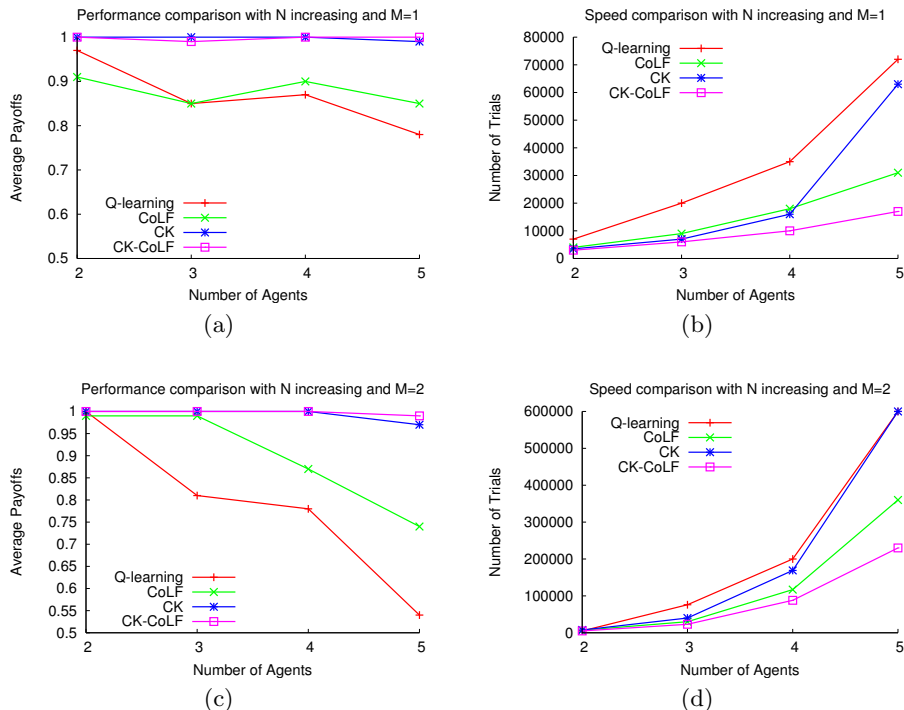 Performance comparison with N increasing and M=1
1
0.9
0.8
0.7
0.6
0.5
Average Payoffs
Q-learning
CoLF
CK
CK-CoLF
2 3 4 5
Number of Agents
(a)
Speed comparison with N increasing and M=1
80000
70000
60000
50000
40000
30000
20000
10000
0
Number of Trials
Q-learning
CoLF
CK
CK-CoLF
2 3 4 5
Number of Agents
(b)
Performance comparison with N increasing and M=2
1
0.95
0.9
0.85
0.8
0.75
0.7
0.65
0.6
0.55
0.5
Average Payoffs
Q-learning
CoLF
CK
CK-CoLF
2 3 4 5
Number of Agents
(c)
Speed comparison with N increasing and M=2
600000
500000
400000
300000
200000
100000
0
Number of Trials
Q-learning
CoLF
CK
CK-CoLF
2 3 4 5
Number of Agents
(d)